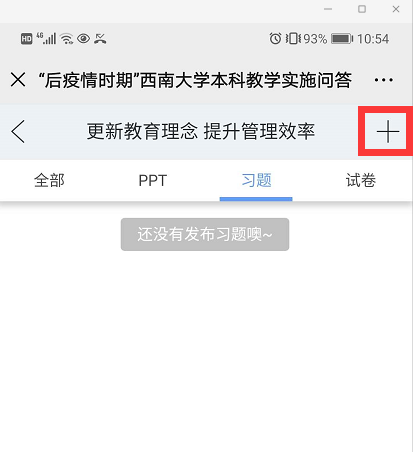 HD 4G 93% 10:54
“后疫情时期”西南大学本科教学实施问答
更新教育理念 提升管理效率
全部 PPT 习题 试卷
还没有发布习题噢~